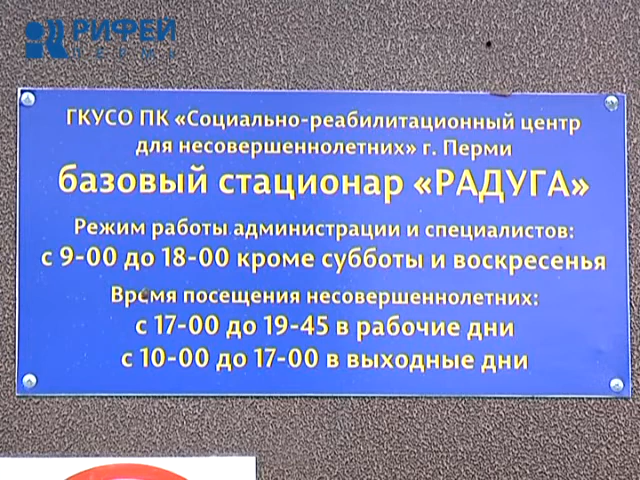 РИФЕЙ
ПЕРМЬ
ГКУСО ПК «Социально-реабилитационный центр
для несовершеннолетних» г. Перми
базовый стационар «РАДУГА»
Режим работы администрации и специалистов:
с 9-00 до 18-00 кроме субботы и воскресенья
Время посещения несовершеннолетних:
с 17-00 до 19-45 в рабочие дни
с 10-00 до 17-00 в выходные дни